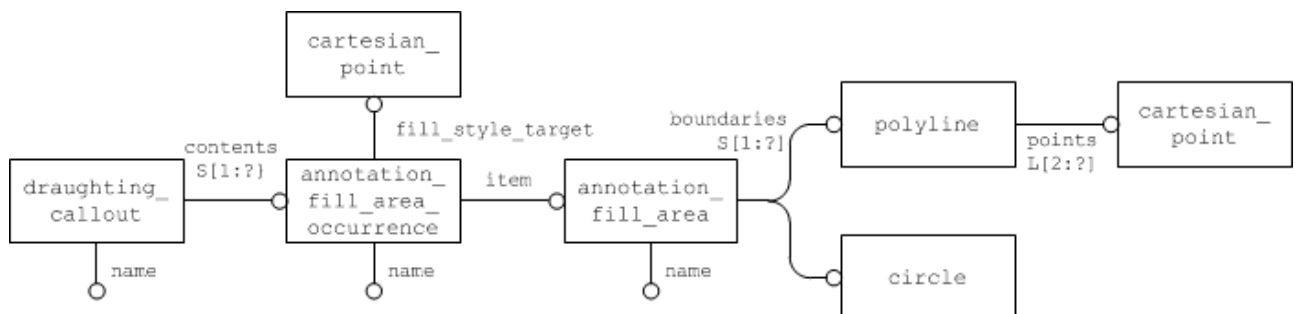 cartesian_
point
fill_style_target
contents
S[1:?}
draughting_
callout
name
annotation_
fill_area_
occurrence
name
item
annotation_
fill_area
name
boundaries
S[1:?]
polyline
points
L[2:?]
cartesian_
point
circle